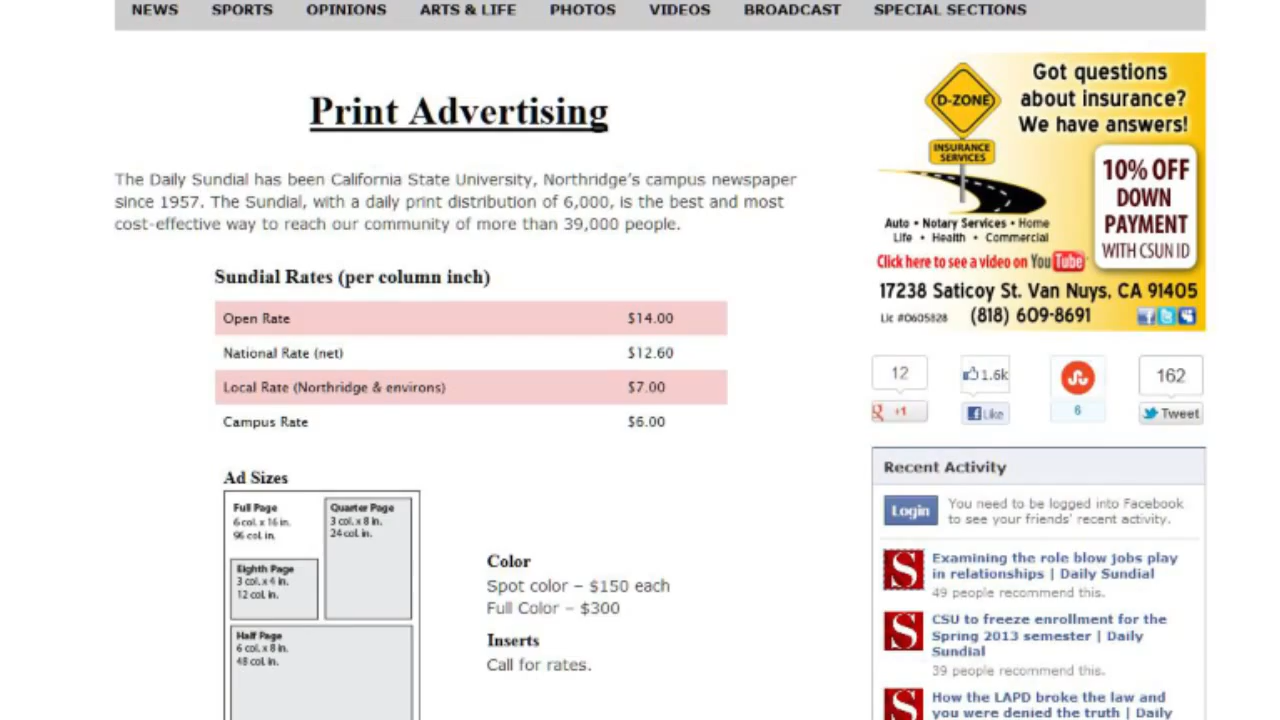 NEWS SPORTS OPINIONS ARTS & LIFE PHOTOS VIDEOS BROADCAST SPECIAL SECTIONS
Print Advertising
The Daily Sundial has been California State University, Northridge's campus newspaper
since 1957. The Sundial, with a daily print distribution of 6,000, is the best and most
cost-effective way to reach our community of more than 39,000 people.
Sundial Rates (per column inch)
Open Rate $14.00
National Rate (net) $12.60
Local Rate (Northridge & environs) $7.00
Campus Rate $6.00
Ad Sizes
Full Page
6 col. x 16 in.
96 col. in.
Quarter Page
3 col. x 8 in.
24 col. in.
Eighth Page
3 col. x 4 in.
12 col. in.
Half Page
6 col. x 8 in.
48 col. in.
Color
Spot color – $150 each
Full Color – $300
Inserts
Call for rates.
D-ZONE
INSURANCE
SERVICES
Got questions
about insurance?
We have answers!
10% OFF
DOWN
PAYMENT
WITH CSUN ID
Auto • Notary Services • Home
Life • Health • Commercial
Click here to see a video on YouTube
17238 Saticoy St. Van Nuys, CA 91405
Lic #0G05828 (818) 609-8691
12 1.6k 162
+1 Like 6 Tweet
Recent Activity
Login
You need to be logged into Facebook
to see your friends' recent activity.
Examining the role blow jobs play
in relationships | Daily Sundial
49 people recommend this.
CSU to freeze enrollment for the
Spring 2013 semester | Daily
Sundial
39 people recommend this.
How the LAPD broke the law and
you were denied the truth | Daily